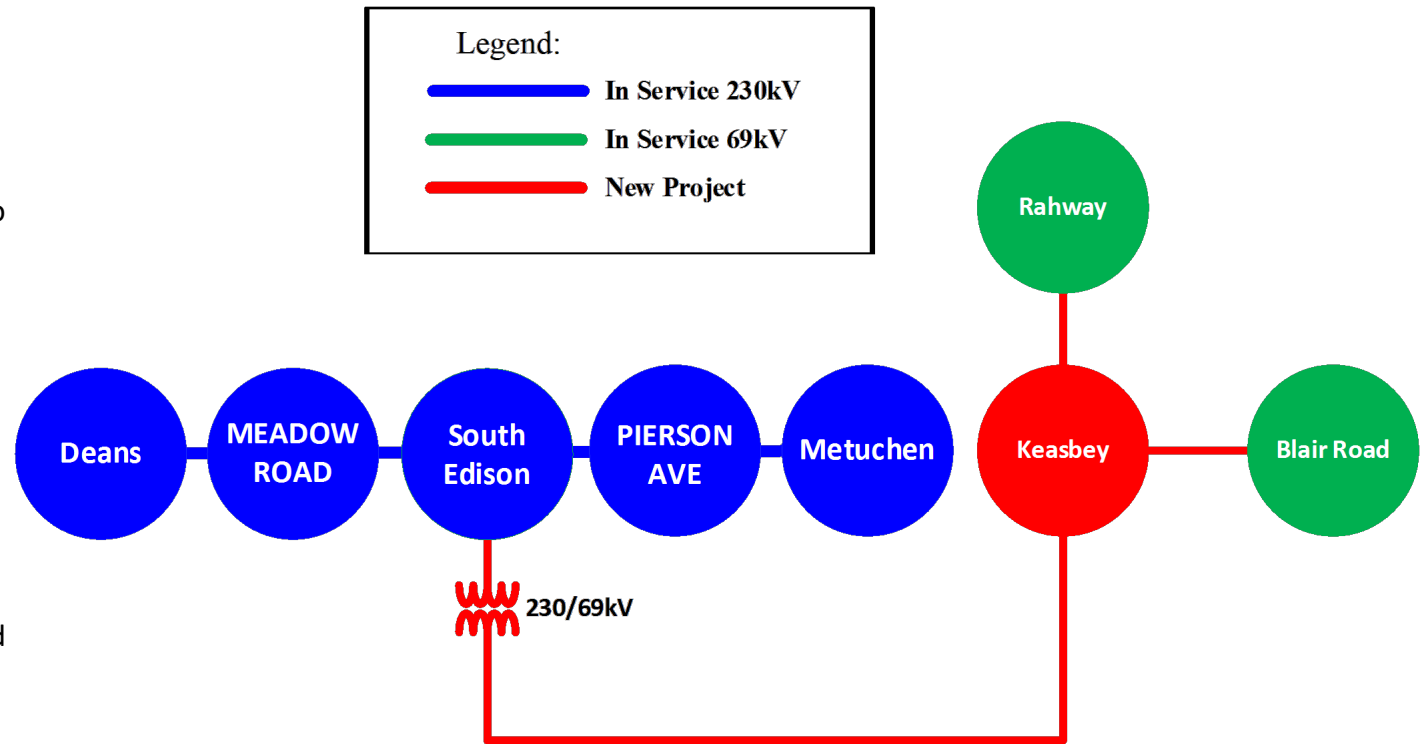 Legend:
In Service 230kV
In Service 69kV
New Project
Rahway
Deans
MEADOW
ROAD
South
Edison
PIERSON
AVE
Metuchen
Keasbey
Blair Road
230/69kV